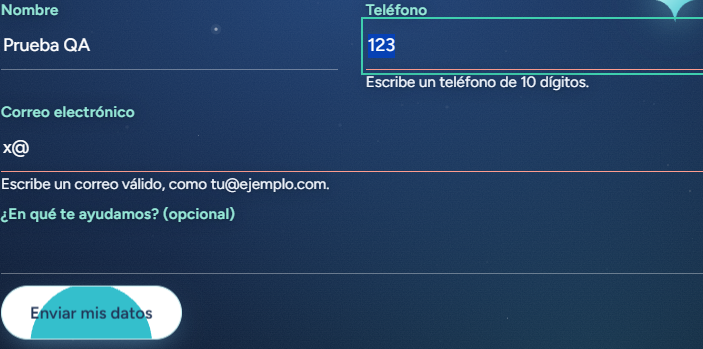 Nombre
Teléfono
Prueba QA
123
Escribe un teléfono de 10 dígitos.
Correo electrónico
x@
Escribe un correo válido, como tu@ejemplo.com.
¿En qué te ayudamos? (opcional)
Enviar mis datos